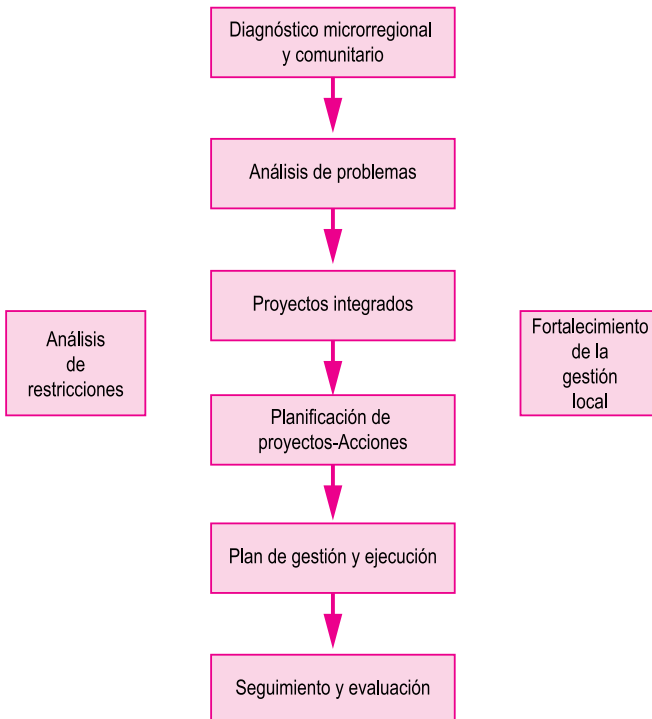 Diagnóstico microrregional
y comunitario
Análisis de problemas
Proyectos integrados
Análisis
de
restricciones
Fortalecimiento
de la
gestión
local
Planificación de
proyectos-Acciones
Plan de gestión y ejecución
Seguimiento y evaluación